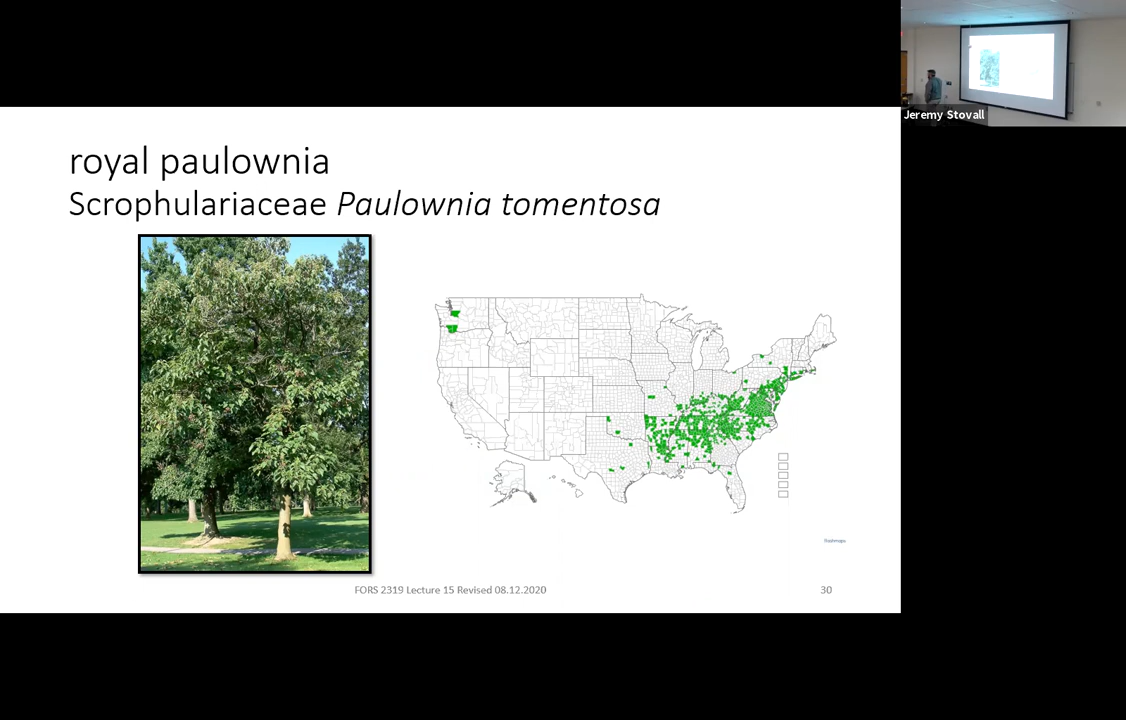 royal paulownia
Scrophulariaceae Paulownia tomentosa
FORS 2319 Lecture 15 Revised 08.12.2020
30
Jeremy Stovall